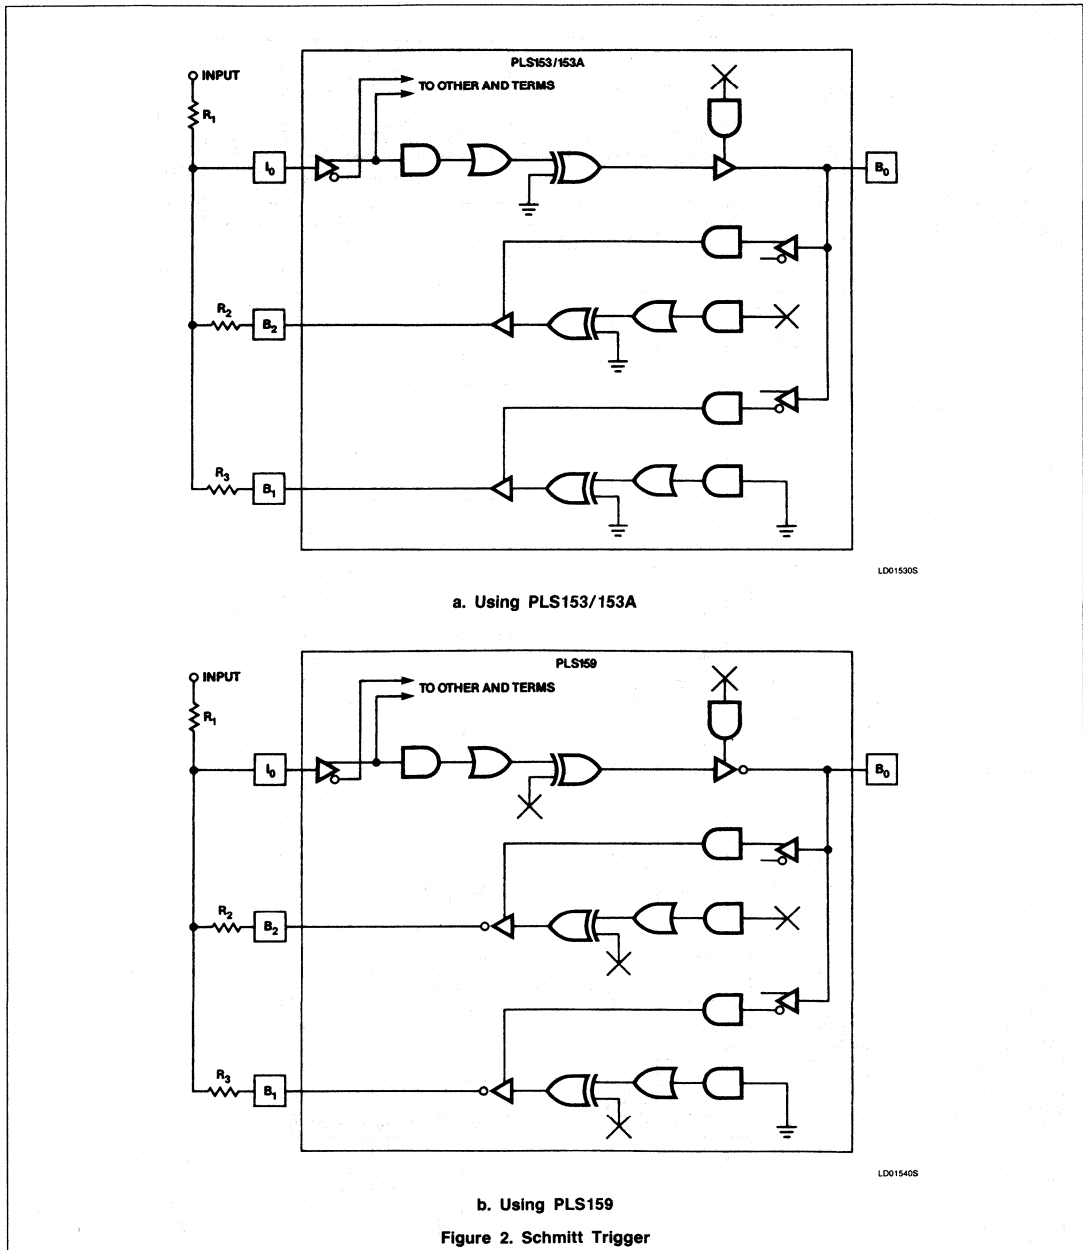 PLS153/153A
INPUT
TO OTHER AND TERMS
R1
I0
B0
R2
B2
R3
B1
LD01530S
a. Using PLS153/153A
PLS159
INPUT
TO OTHER AND TERMS
R1
I0
B0
R2
B2
R3
B1
LD01540S
b. Using PLS159
Figure 2. Schmitt Trigger